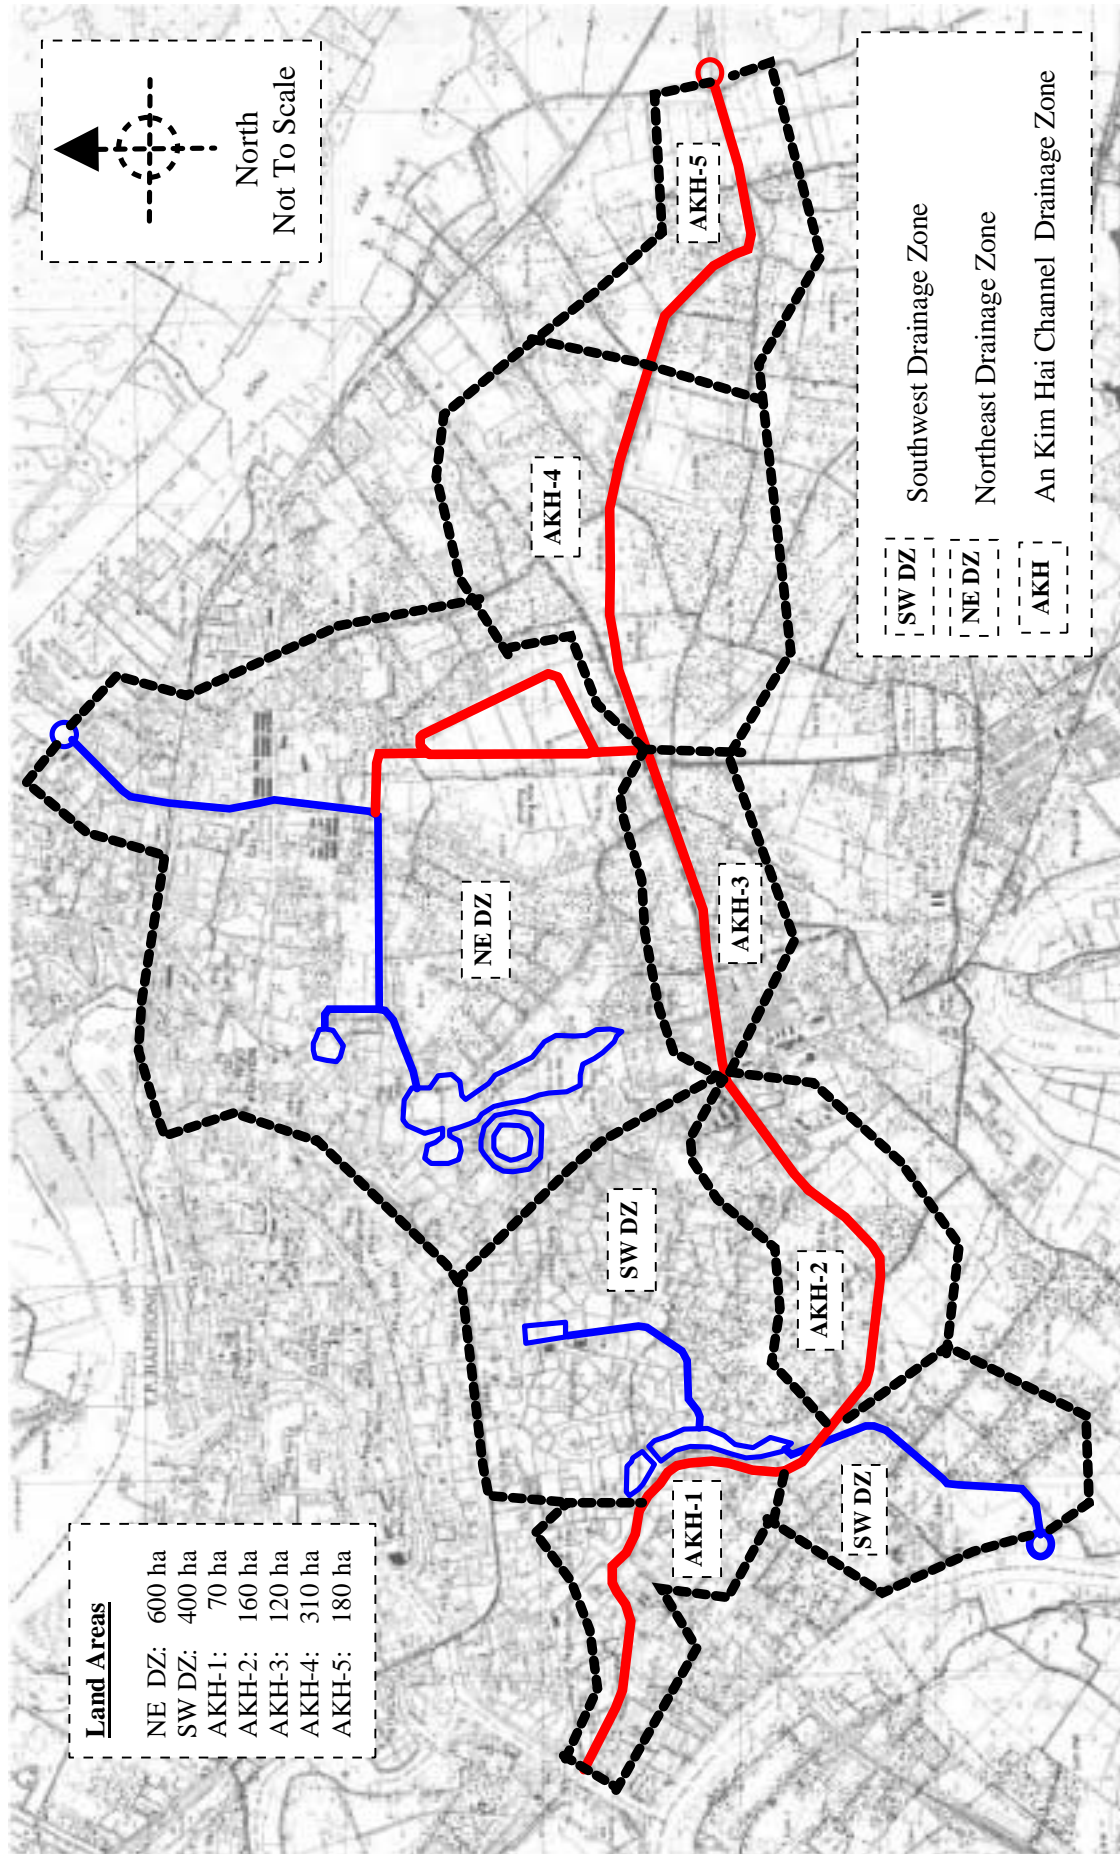 Land Areas
NE DZ: 600 ha
SW DZ: 400 ha
AKH-1: 70 ha
AKH-2: 160 ha
AKH-3: 120 ha
AKH-4: 310 ha
AKH-5: 180 ha
North
Not To Scale
NE DZ
AKH-4
AKH-5
SW DZ
AKH-1
AKH-3
AKH-2
SW DZ
SW DZ Southwest Drainage Zone
NE DZ Northeast Drainage Zone
AKH An Kim Hai Channel Drainage Zone